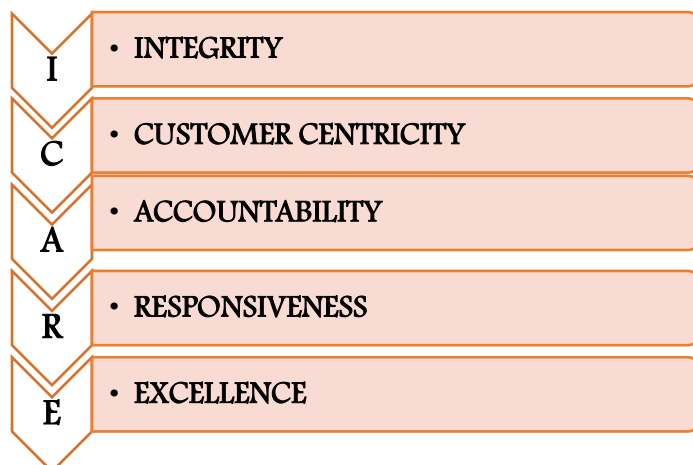 I
• INTEGRITY
C
• CUSTOMER CENTRICITY
A
• ACCOUNTABILITY
R
• RESPONSIVENESS
E
• EXCELLENCE